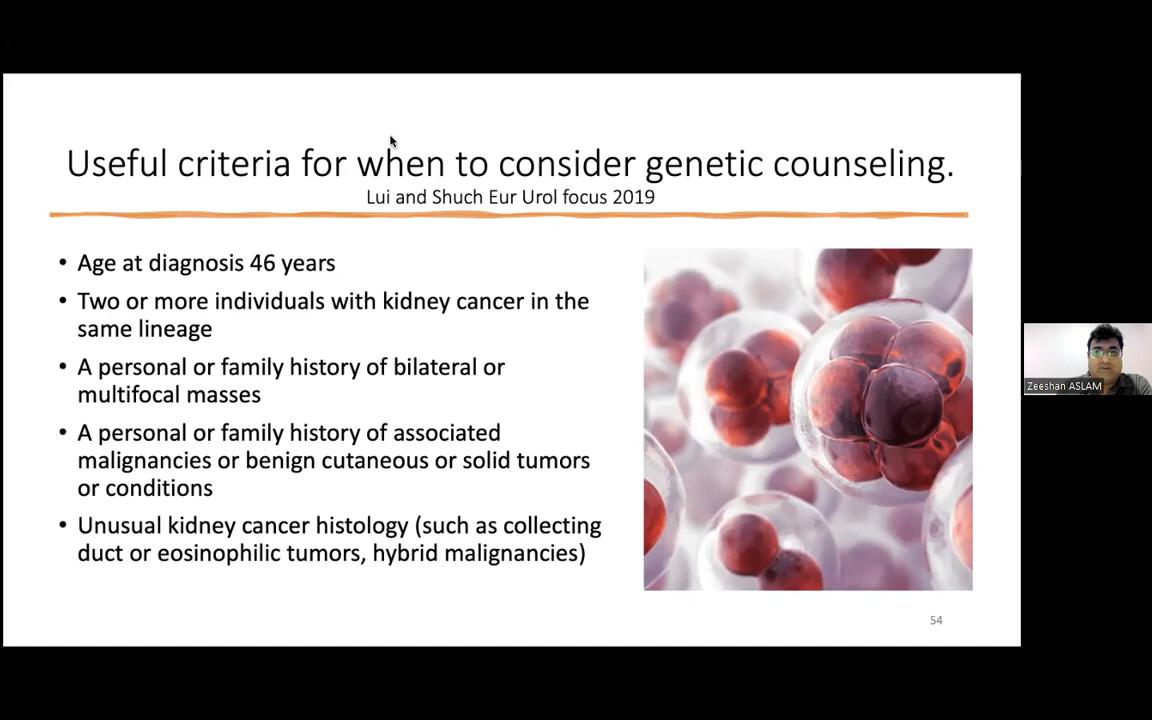 Useful criteria for when to consider genetic counseling.
Lui and Shuch Eur Urol focus 2019
• Age at diagnosis 46 years
• Two or more individuals with kidney cancer in the
same lineage
• A personal or family history of bilateral or
multifocal masses
• A personal or family history of associated
malignancies or benign cutaneous or solid tumors
or conditions
• Unusual kidney cancer histology (such as collecting
duct or eosinophilic tumors, hybrid malignancies)
54
Zeeshan ASLAM